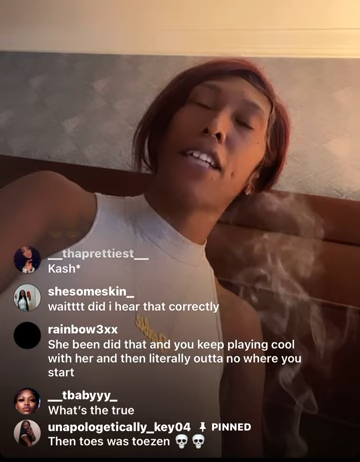 __thaprettiest__
Kash*
shesomeskin_
waitttt did i hear that correctly
rainbow3xx
She been did that and you keep playing cool
with her and then literally outta no where you
start
__tbabyyy_
What's the true
unapologetically_key04 PINNED
Then toes was toezen 💀💀